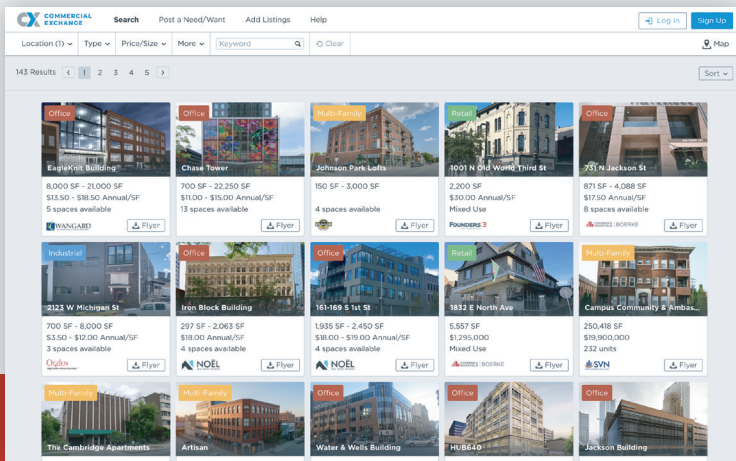 CX COMMERCIAL EXCHANGE Search Post a Need/Want Add Listings Help Log In Sign Up
Location (1) Type Price/Size More Keyword Clear Map
143 Results 1 2 3 4 5 Sort
Office Office Multi-Family Retail Office
EagleKnit Building Chase Tower Johnson Park Lofts 1001 N Old World Third St 731 N Jackson St
8,000 SF - 21,000 SF 700 SF - 22,250 SF 150 SF - 3,000 SF 2,200 SF 871 SF - 4,088 SF
$13.50 - $18.50 Annual/SF $11.00 - $15.00 Annual/SF $30.00 Annual/SF $17.50 Annual/SF
5 spaces available 13 spaces available 4 spaces available Mixed Use 8 spaces available
WANGARD Flyer Flyer Flyer FOUNDERS 3 Flyer BOERKE Flyer
Industrial Office Office Retail Multi-Family
2123 W Michigan St Iron Block Building 161-169 S 1st St 1832 E North Ave Campus Community & Ambas...
700 SF - 8,000 SF 297 SF - 2,063 SF 1,935 SF - 2,450 SF 5,557 SF 250,418 SF
$3.50 - $12.00 Annual/SF $18.00 Annual/SF $18.00 - $19.00 Annual/SF $1,295,000 $19,900,000
3 spaces available 4 spaces available 4 spaces available Mixed Use 232 units
Ogden Flyer NOËL Flyer NOËL Flyer BOERKE Flyer SVN Flyer
Multi-Family Multi-Family Office Office Office
The Cambridge Apartments Artisan Water & Wells Building HUB640 Jackson Building